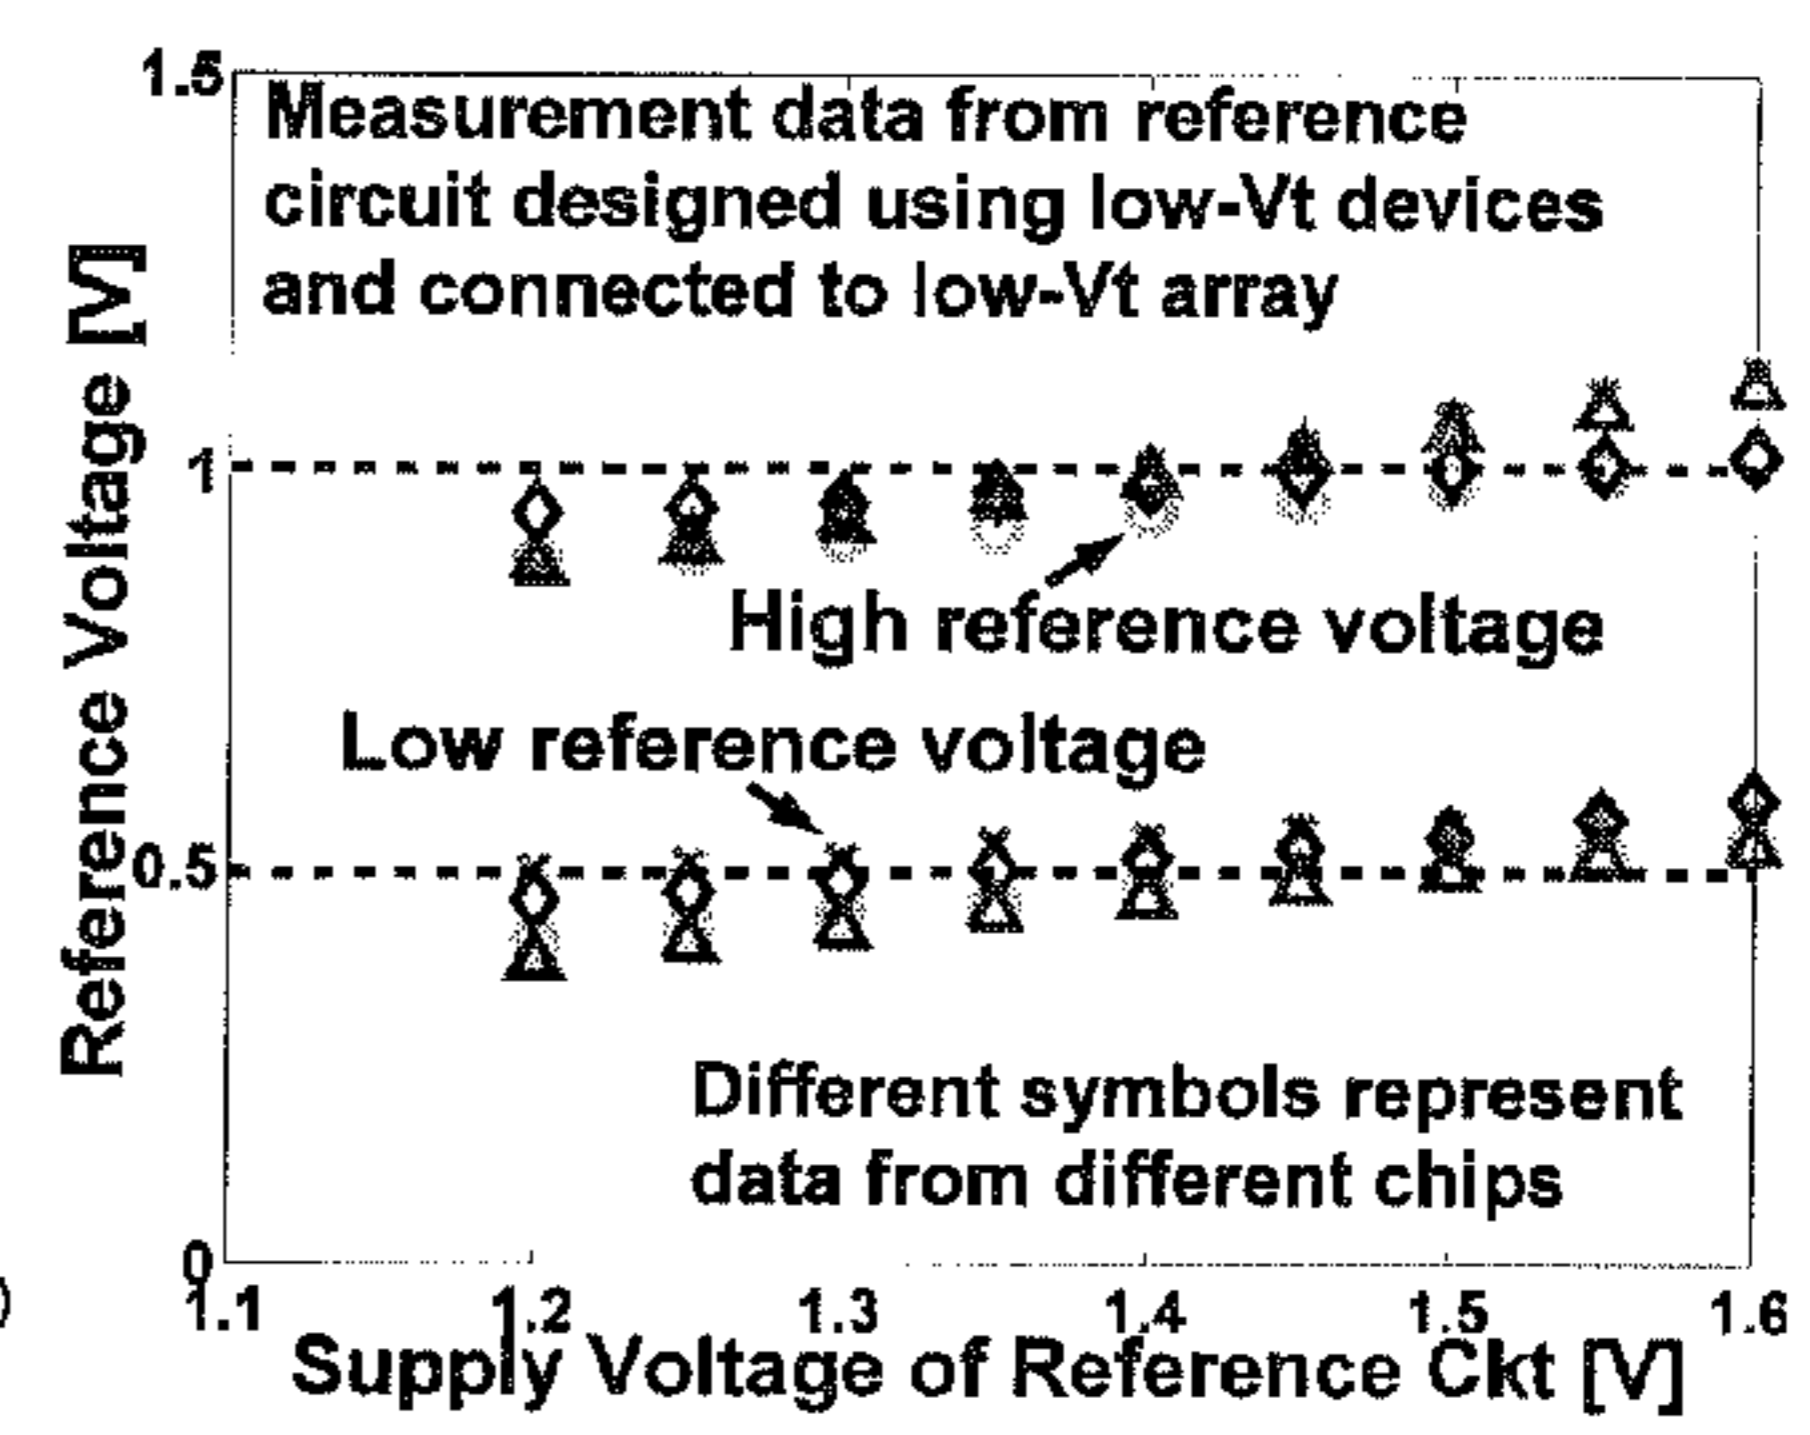 1.5
Measurement data from reference
circuit designed using low-Vt devices
and connected to low-Vt array
Reference Voltage [V]
1
High reference voltage
Low reference voltage
0.5
Different symbols represent
data from different chips
0
)
1.1 1.2 1.3 1.4 1.5 1.6
Supply Voltage of Reference Ckt [V]